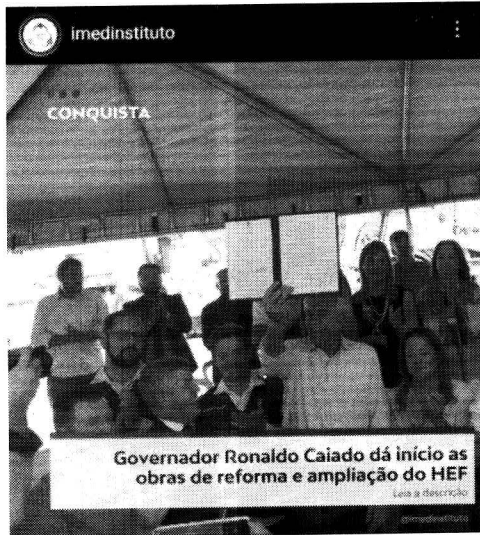 imedinstituto
CONQUISTA
Governador Ronaldo Caiado dá início as
obras de reforma e ampliação do HEF
Leia a descrição
@imedinstituto